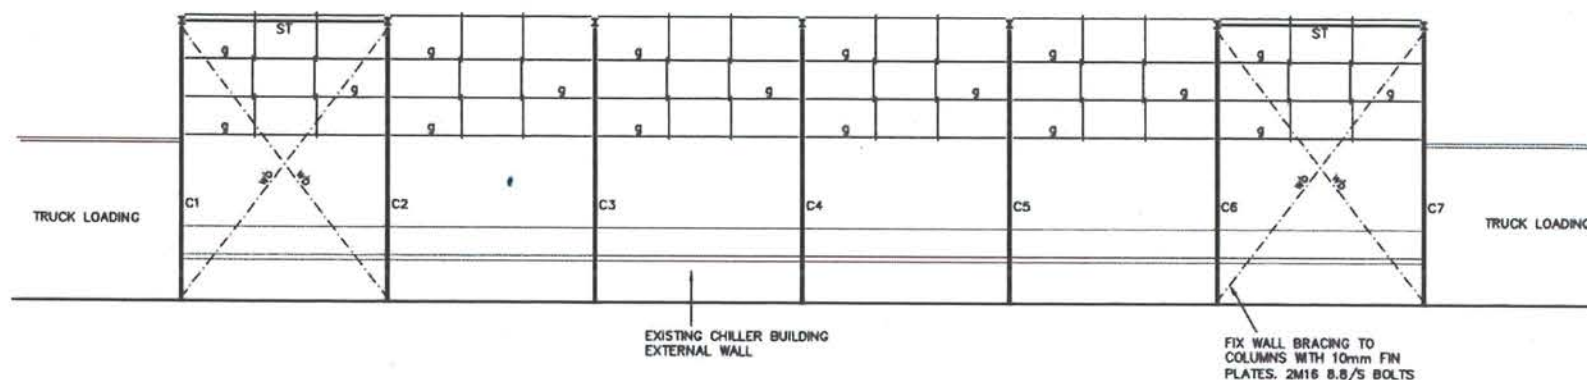 ST ST
g g g g g g
g g g g g g
g g g g g g
C1 C2 C3 C4 C5 C6 C7
TRUCK LOADING TRUCK LOADING
EXISTING CHILLER BUILDING
EXTERNAL WALL
FIX WALL BRACING TO
COLUMNS WITH 10mm FIN
PLATES. 2M16 8.8/S BOLTS